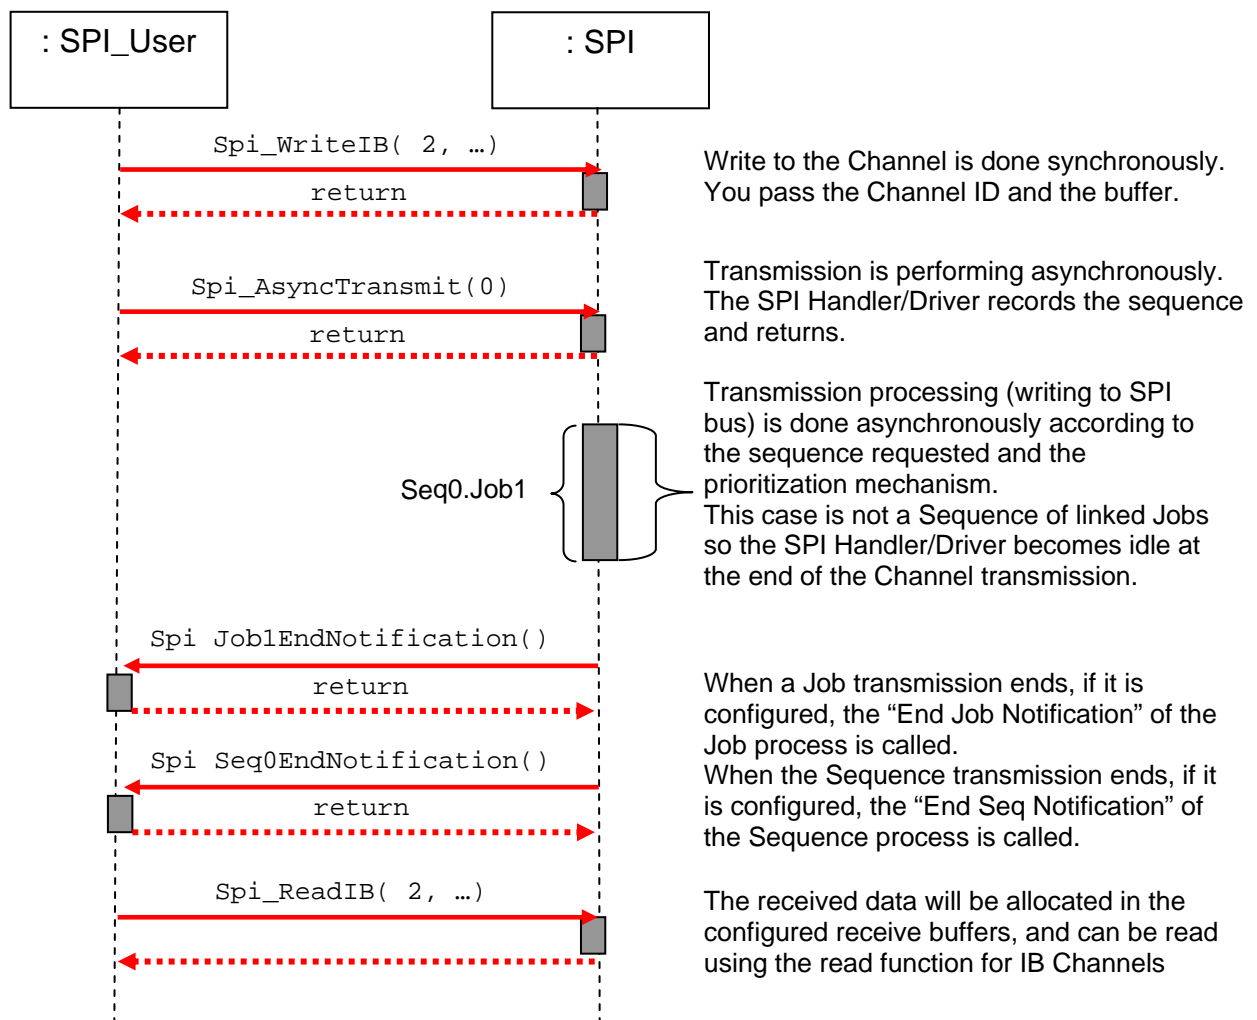 : SPI_User
: SPI
Spi_WriteIB( 2, …)
return
Write to the Channel is done synchronously.
You pass the Channel ID and the buffer.
Spi_AsyncTransmit(0)
return
Transmission is performing asynchronously.
The SPI Handler/Driver records the sequence
and returns.
Seq0.Job1
Transmission processing (writing to SPI
bus) is done asynchronously according to
the sequence requested and the
prioritization mechanism.
This case is not a Sequence of linked Jobs
so the SPI Handler/Driver becomes idle at
the end of the Channel transmission.
Spi Job1EndNotification()
return
When a Job transmission ends, if it is
configured, the “End Job Notification” of the
Job process is called.
Spi Seq0EndNotification()
return
When the Sequence transmission ends, if it
is configured, the “End Seq Notification” of
the Sequence process is called.
Spi_ReadIB( 2, …)
The received data will be allocated in the
configured receive buffers, and can be read
using the read function for IB Channels